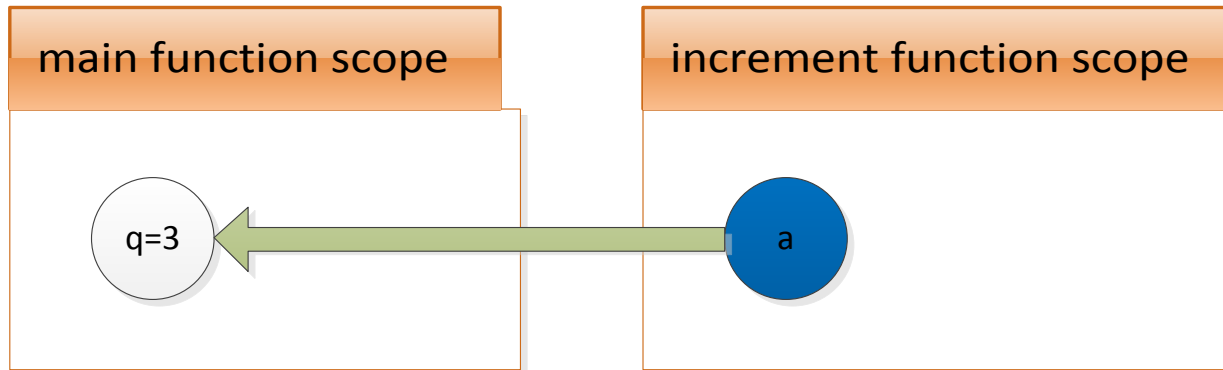 main function scope
increment function scope
q=3
a